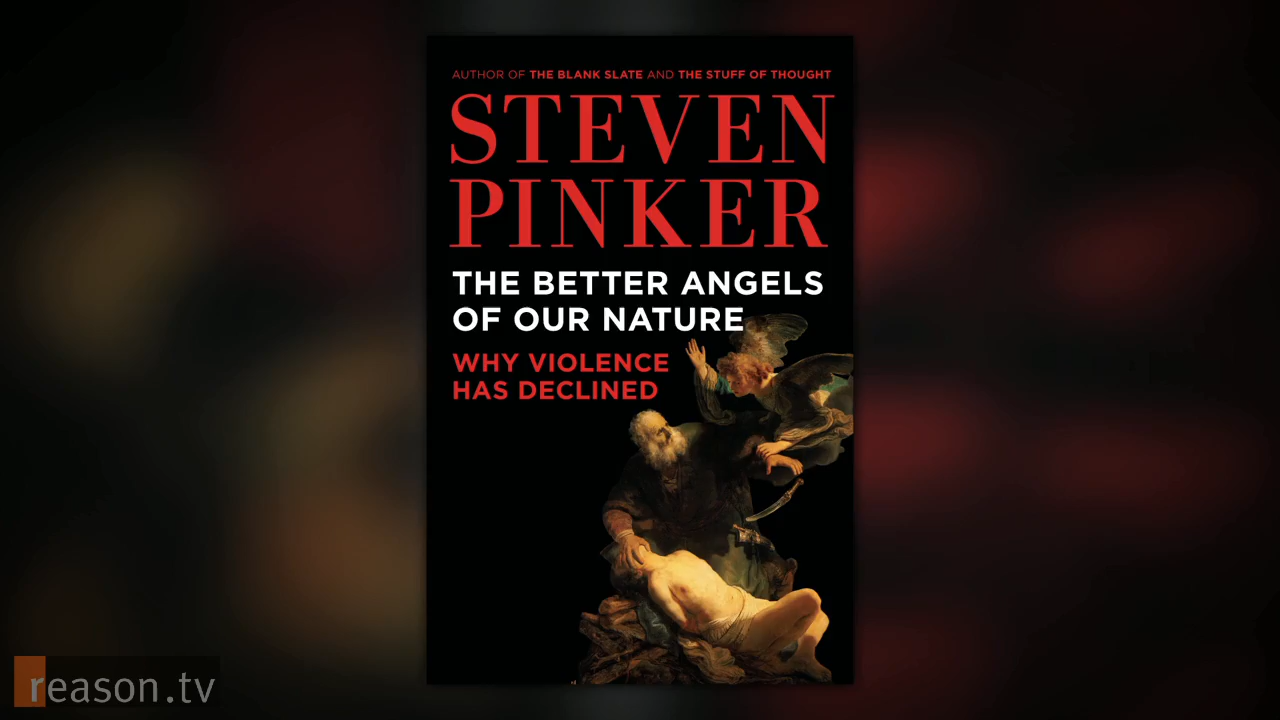 AUTHOR OF THE BLANK SLATE AND THE STUFF OF THOUGHT
STEVEN
PINKER
THE BETTER ANGELS
OF OUR NATURE
WHY VIOLENCE
HAS DECLINED
reason.tv